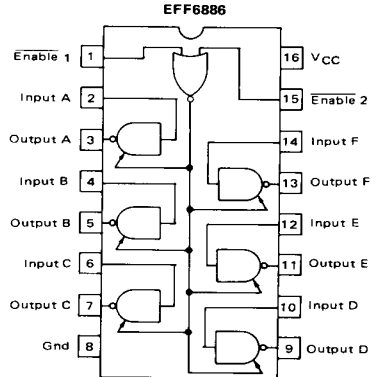 EFF6886
Enable 1 1
16 VCC
Input A 2
15 Enable 2
Output A 3
14 Input F
Input B 4
13 Output F
Output B 5
12 Input E
Input C 6
11 Output E
Output C 7
10 Input D
Gnd 8
9 Output D